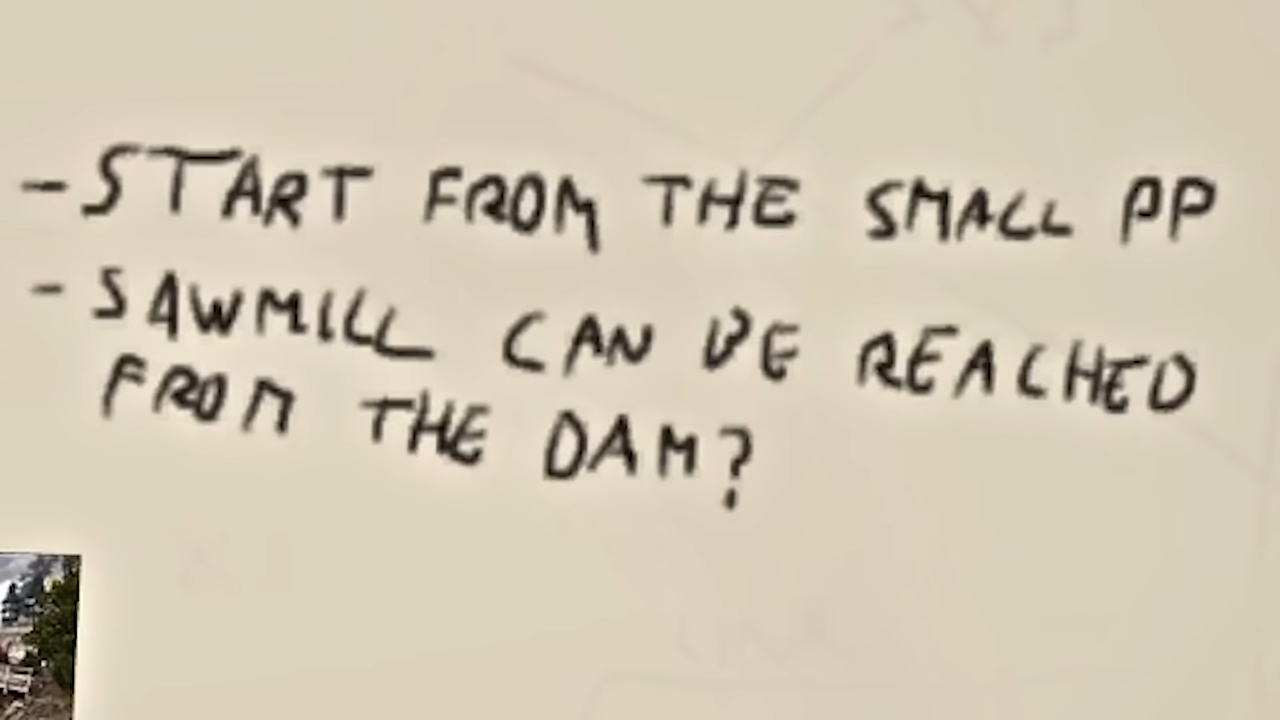 - START FROM THE SMALL PP
- SAWMILL CAN BE REACHED
FROM THE DAM?